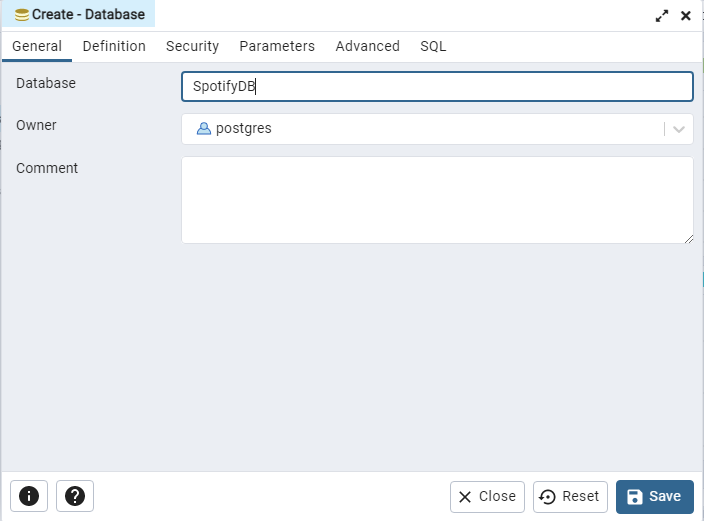 Create - Database
General Definition Security Parameters Advanced SQL
Database SpotifyDB
Owner postgres
Comment
Close Reset Save